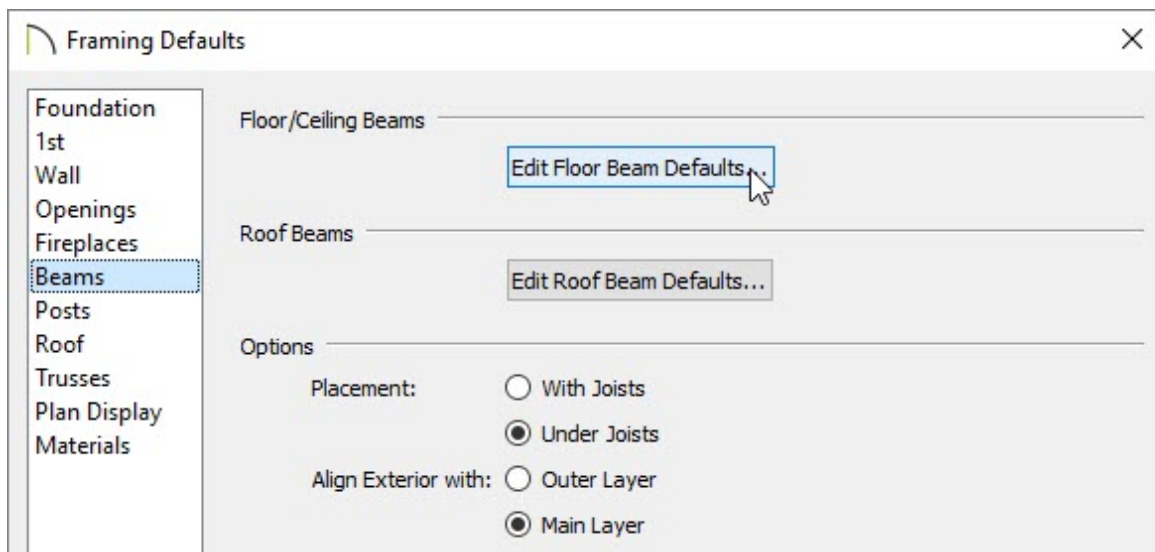 Framing Defaults
Foundation
1st
Wall
Openings
Fireplaces
Beams
Posts
Roof
Trusses
Plan Display
Materials
Floor/Ceiling Beams
Edit Floor Beam Defaults...
Roof Beams
Edit Roof Beam Defaults...
Options
Placement:
With Joists
Under Joists
Align Exterior with:
Outer Layer
Main Layer